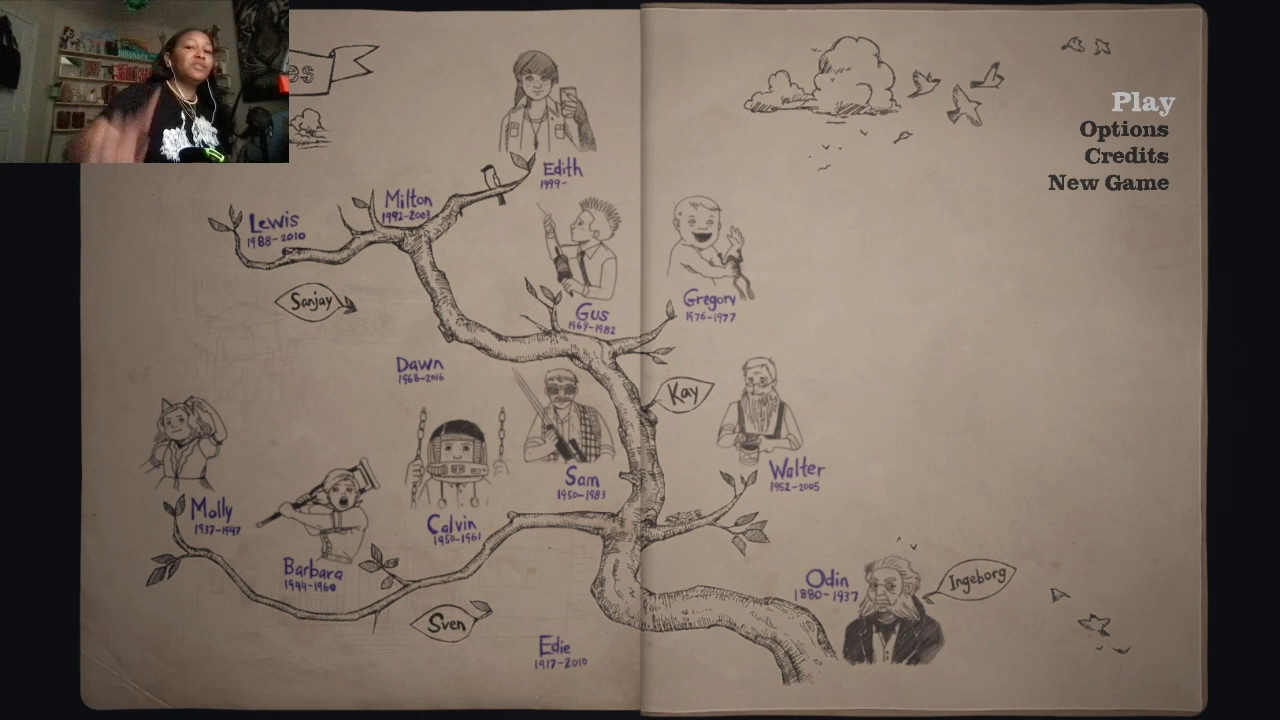 Play
Options
Credits
New Game
Edith
1999-
Milton
1992-2003
Lewis
1988-2010
Sanjay
Gus
1969-1982
Gregory
1976-1977
Dawn
1968-2016
Kay
Sam
1950-1983
Walter
1952-2005
Molly
1937-1947
Calvin
1950-1961
Barbara
1944-1960
Sven
Odin
1880-1937
Ingeborg
Edie
1917-2010